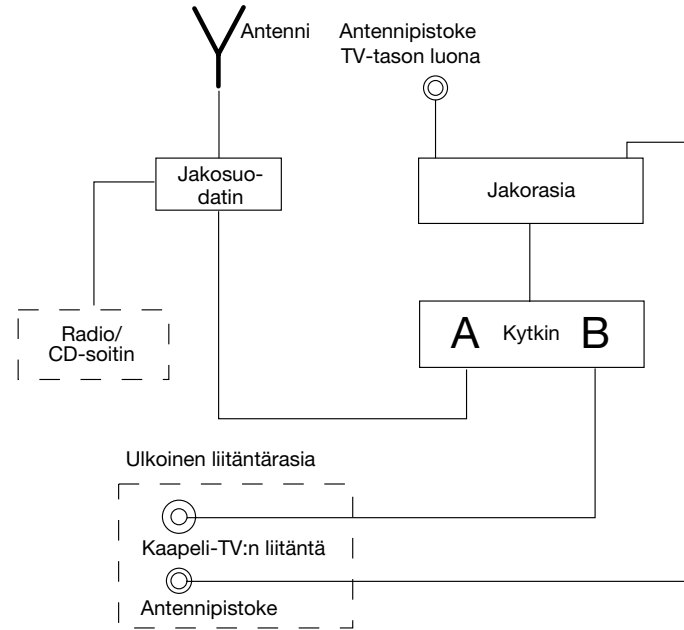 Antenni
Antennipistoke
TV-tason luona
Jakosuo-
datin
Jakorasia
Radio/
CD-soitin
A Kytkin B
Ulkoinen liitäntärasia
Kaapeli-TV:n liitäntä
Antennipistoke